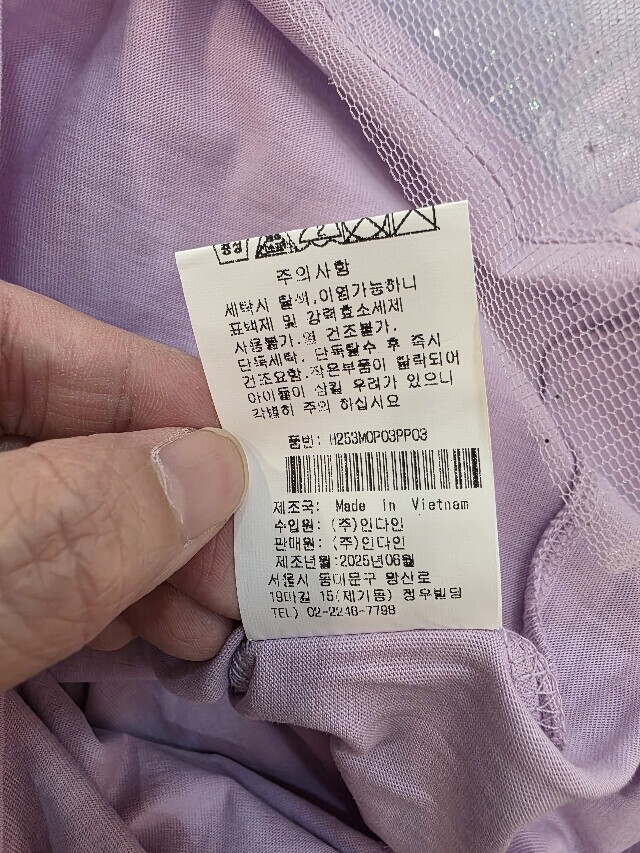 중성
주의사항
세탁시 탈색,이염가능하니
표백제 및 강력효소세제
사용불가.열 건조불가.
단독세탁, 단독탈수 후 즉시
건조요함.작은부품이 탈락되어
아이들이 삼킬 우려가 있으니
각별히 주의 하십시요
품번: H253MOP03PP03
제조국: Made in Vietnam
수입원: (주)인다인
판매원: (주)인다인
제조년월:2025년06월
서울시 동대문구 왕산로
19마길 15(제기동) 정우빌딩
TEL) 02-2246-7798